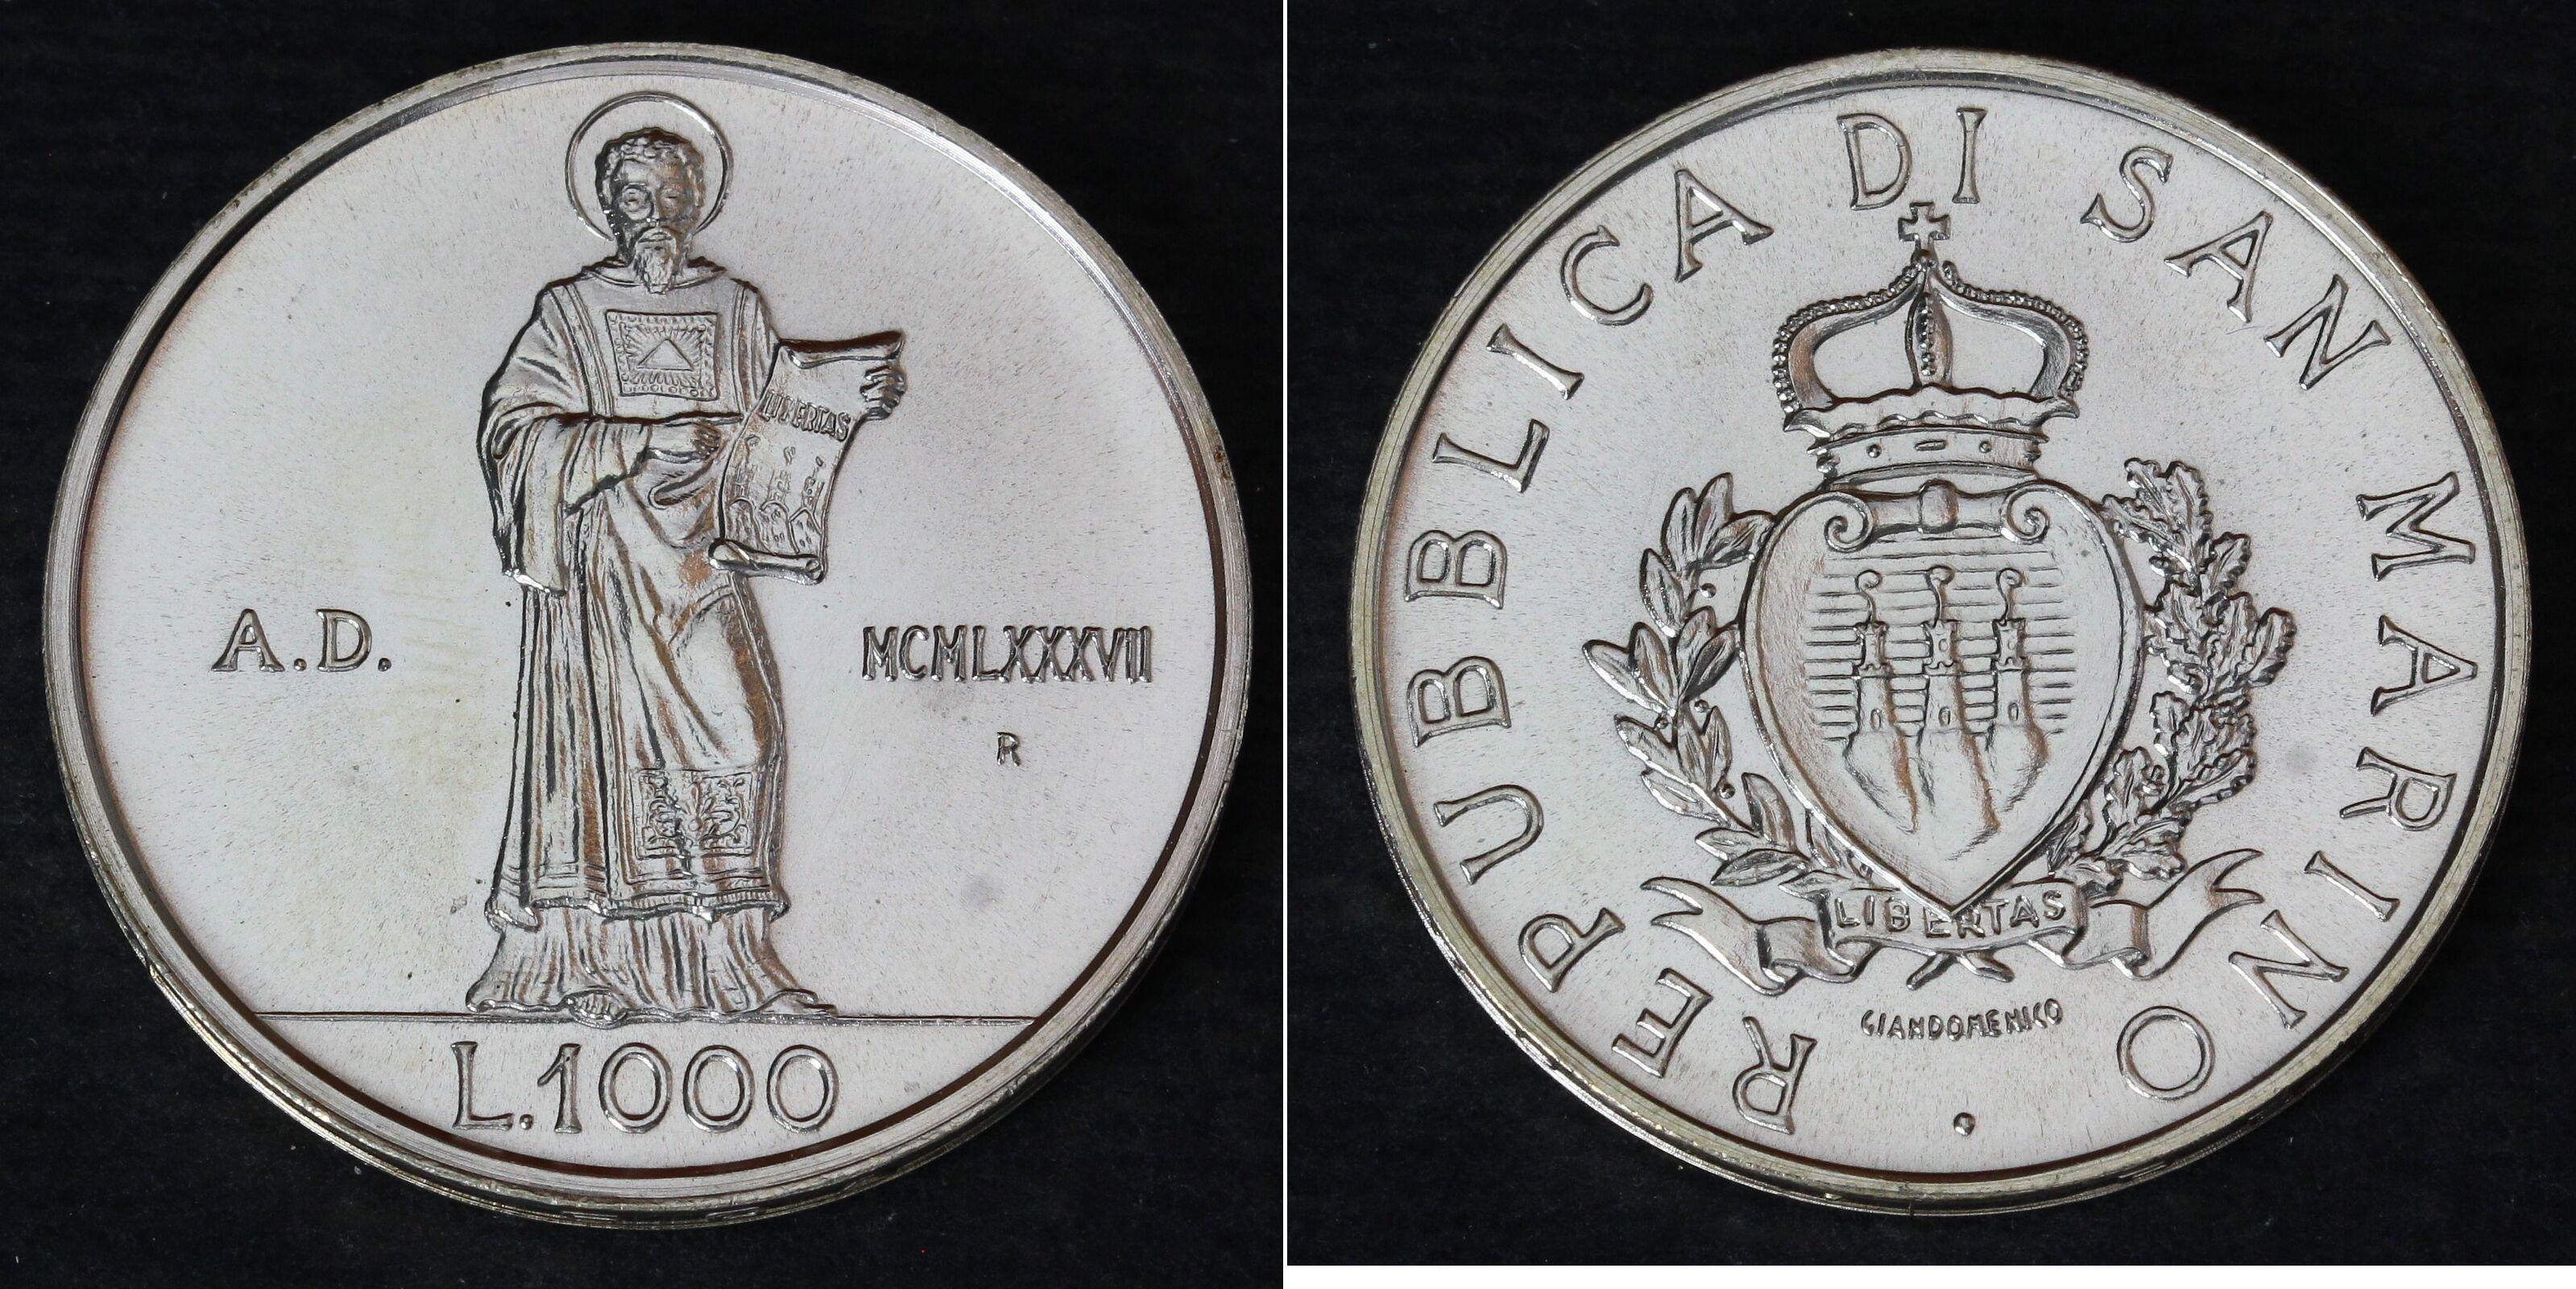 LIBERTAS
A.D. MCMLXXXVII
R
L.1000
REPUBBLICA DI SAN MARINO
LIBERTAS
GIANDOMENICO